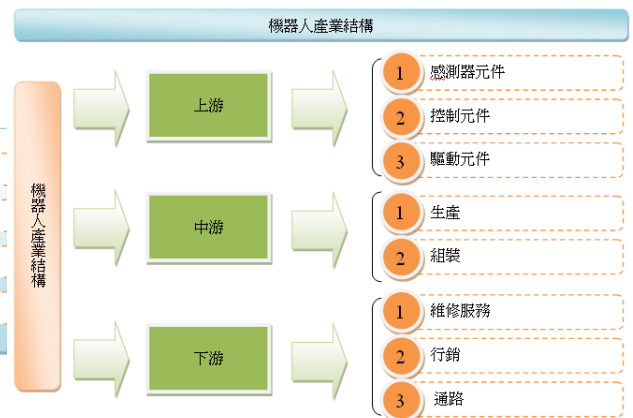 機器人產業結構
機器人產業結構
上游
1 感測器元件
2 控制元件
3 驅動元件
中游
1 生產
2 組裝
下游
1 維修服務
2 行銷
3 通路